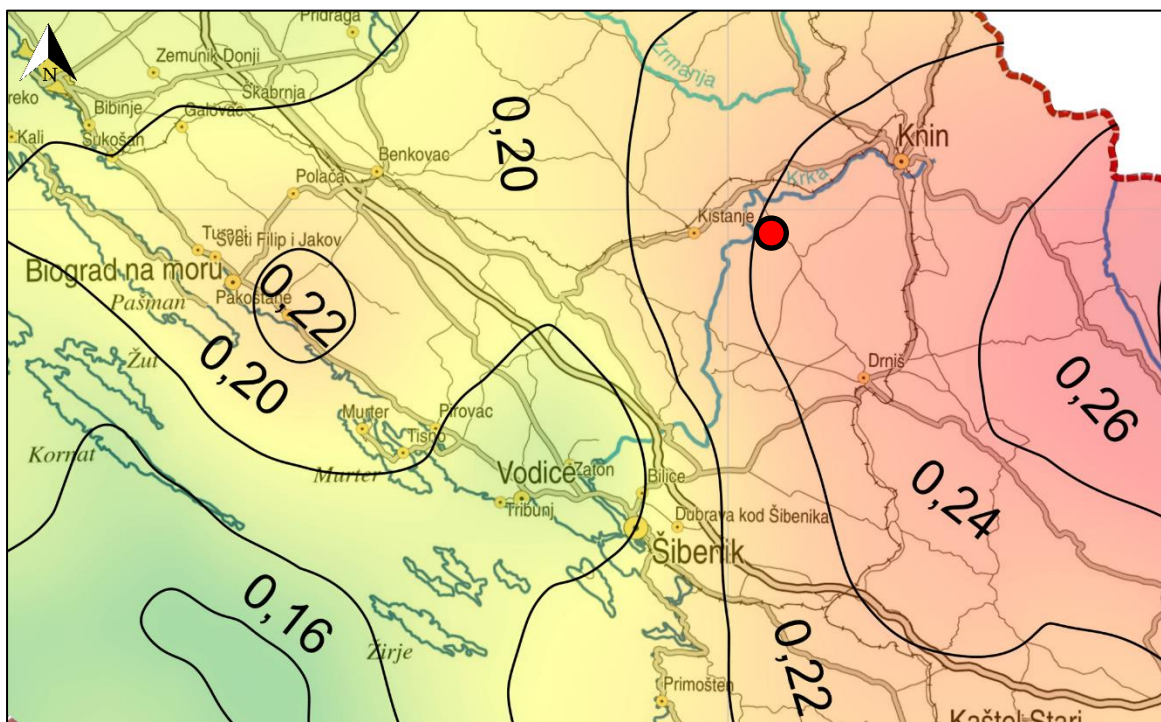 Pridraga
Zemunik Donji
Zrmanja
N
Škabrnja
reko
Bibinje
Galovac
0,20
Knin
Kali
Sukošan
Benkovac
Krka
Polača
Kistanje
Turanj
Sveti Filip i Jakov
Biograd na moru
Pakoštane
Pašman
0,22
0,20
Žut
Drniš
0,26
Murter
Pirovac
Tisno
Kornat
Murter
Vodice
Zaton
Bilice
0,24
Tribunj
Dubrava kod Šibenika
Šibenik
0,16
Žirje
0,22
Primošten
Kaštel Stari